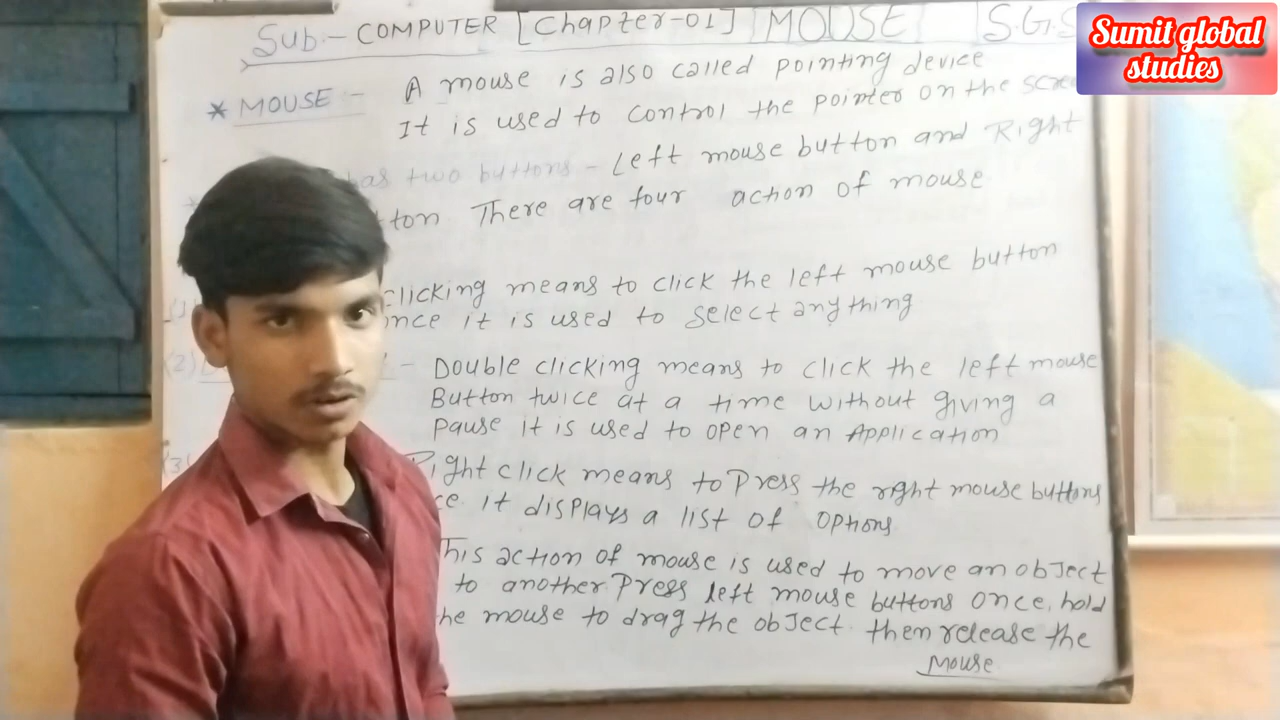 Sub:- COMPUTER [Chapter-01] MOUSE S.G.S
Sumit global
studies
* MOUSE :- A mouse is also called pointing device
It is used to control the pointer on the scre
has two buttons - Left mouse button and Right
tton There are four action of mouse
(1) clicking means to click the left mouse button
once it is used to select anything
(2) - Double clicking means to click the left mouse
Button twice at a time without giving a
pause it is used to open an Application
(3) Right click means to Press the right mouse buttons
ce. it displays a list of options.
This action of mouse is used to move an object
to another. Press left mouse buttons once, hold
he mouse to drag the object. then release the
mouse